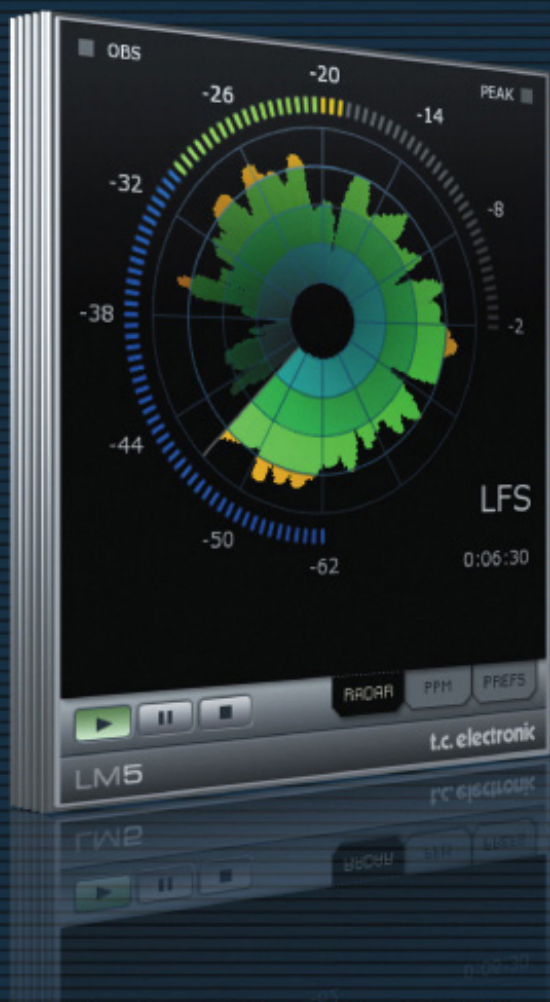 OBS
PEAK
-20
-26
-14
-32
-8
-38
-2
-44
LFS
-50
0:06:30
-62
RADAR
PPM
PREFS
t.c. electronic
LM5